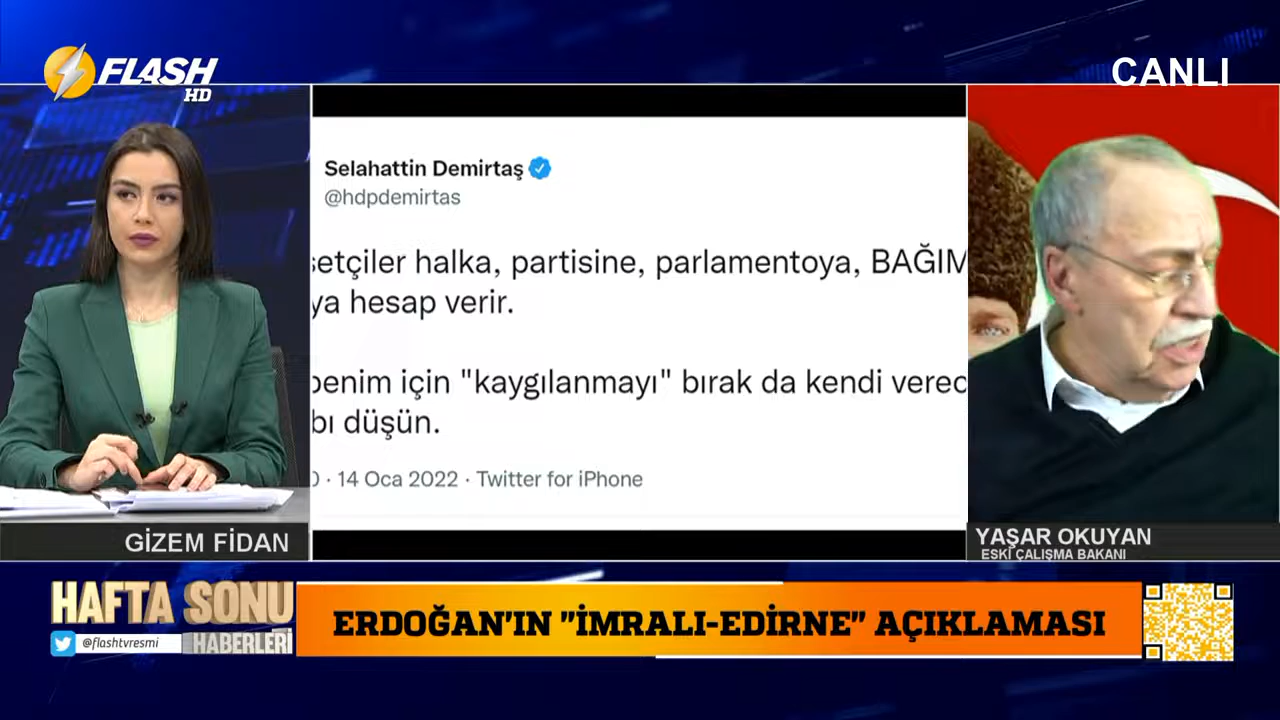 FLASH
HD
CANLI
Selahattin Demirtaş
@hdpdemirtas
setçiler halka, partisine, parlamentoya, BAĞIM
ya hesap verir.
benim için "kaygılanmayı" bırak da kendi verec
bı düşün.
0 · 14 Oca 2022 · Twitter for iPhone
GİZEM FİDAN
YAŞAR OKUYAN
ESKİ ÇALIŞMA BAKANI
HAFTA SONU
@flashtvresmi
HABERLERİ
ERDOĞAN'IN "İMRALI-EDİRNE" AÇIKLAMASI